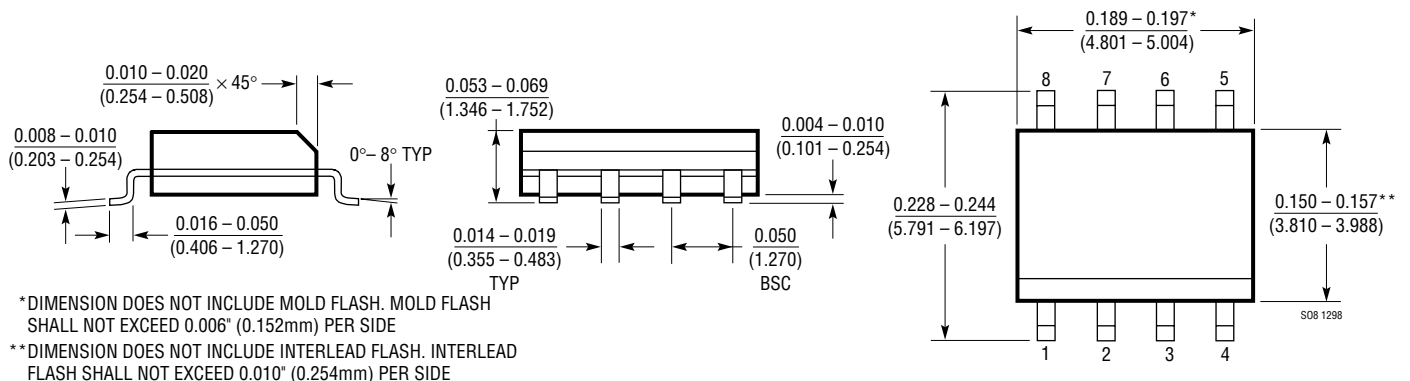 0.010 – 0.020
(0.254 – 0.508)
× 45°
0.008 – 0.010
(0.203 – 0.254)
0°– 8° TYP
0.016 – 0.050
(0.406 – 1.270)
0.053 – 0.069
(1.346 – 1.752)
0.004 – 0.010
(0.101 – 0.254)
0.014 – 0.019
(0.355 – 0.483)
TYP
0.050
(1.270)
BSC
0.189 – 0.197*
(4.801 – 5.004)
8 7 6 5
0.228 – 0.244
(5.791 – 6.197)
0.150 – 0.157**
(3.810 – 3.988)
SO8 1298
1 2 3 4
*DIMENSION DOES NOT INCLUDE MOLD FLASH. MOLD FLASH
SHALL NOT EXCEED 0.006" (0.152mm) PER SIDE
**DIMENSION DOES NOT INCLUDE INTERLEAD FLASH. INTERLEAD
FLASH SHALL NOT EXCEED 0.010" (0.254mm) PER SIDE